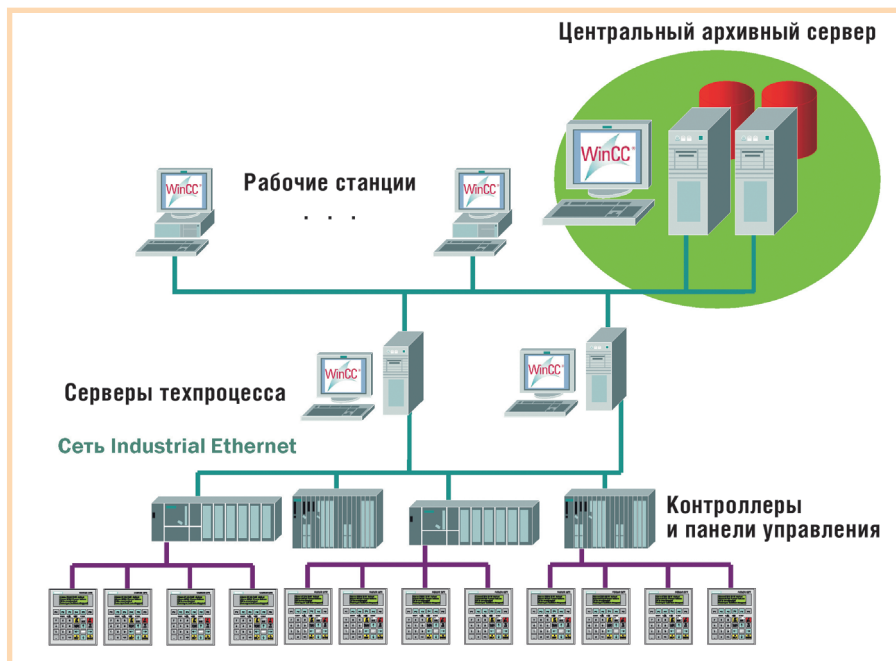 Центральный архивный сервер
WinCC®
WinCC®
WinCC®
Рабочие станции
. . .
WinCC®
WinCC®
Серверы техпроцесса
Сеть Industrial Ethernet
Контроллеры
и панели управления